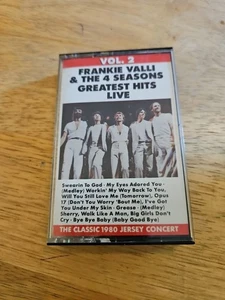 VOL. 2
FRANKIE VALLI
& THE 4 SEASONS
GREATEST HITS
LIVE
Swearin To God · My Eyes Adored You ·
(Medley) Workin' My Way Back To You,
Will You Still Love Me (Tomorrow), Opus
17 (Don't You Worry 'Bout Me), I've Got
You Under My Skin · Grease · (Medley)
Sherry, Walk Like A Man, Big Girls Don't
Cry · Bye Bye Baby (Baby Good Bye)
THE CLASSIC 1980 JERSEY CONCERT